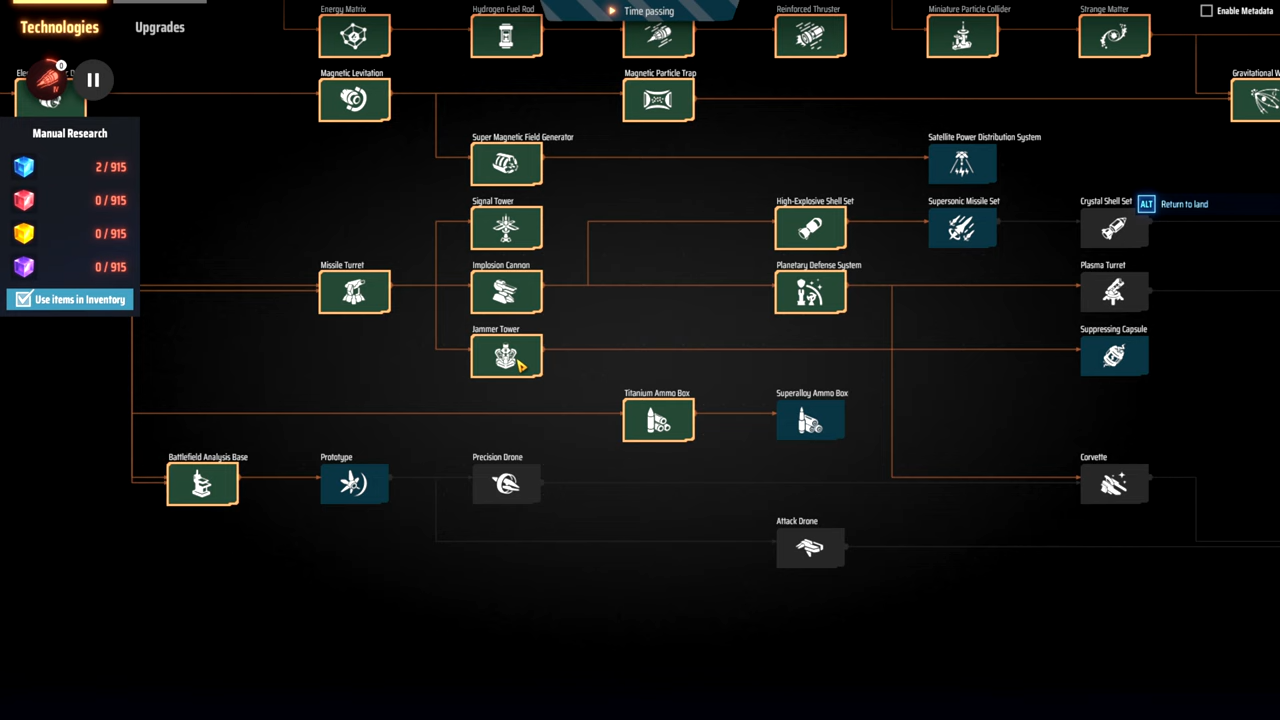 Energy Matrix
Hydrogen Fuel Rod
Reinforced Thruster
Miniature Particle Collider
Strange Matter
Time passing
Enable Metadata
Technologies
Upgrades
0
IV
Magnetic Levitation
Magnetic Particle Trap
Manual Research
2 / 915
0 / 915
0 / 915
0 / 915
Use items in Inventory
Super Magnetic Field Generator
Satellite Power Distribution System
Signal Tower
High-Explosive Shell Set
Supersonic Missile Set
Crystal Shell Set
ALT
Return to land
Missile Turret
Implosion Cannon
Planetary Defense System
Plasma Turret
Jammer Tower
Suppressing Capsule
Titanium Ammo Box
Superalloy Ammo Box
Battlefield Analysis Base
Prototype
Precision Drone
Corvette
Attack Drone